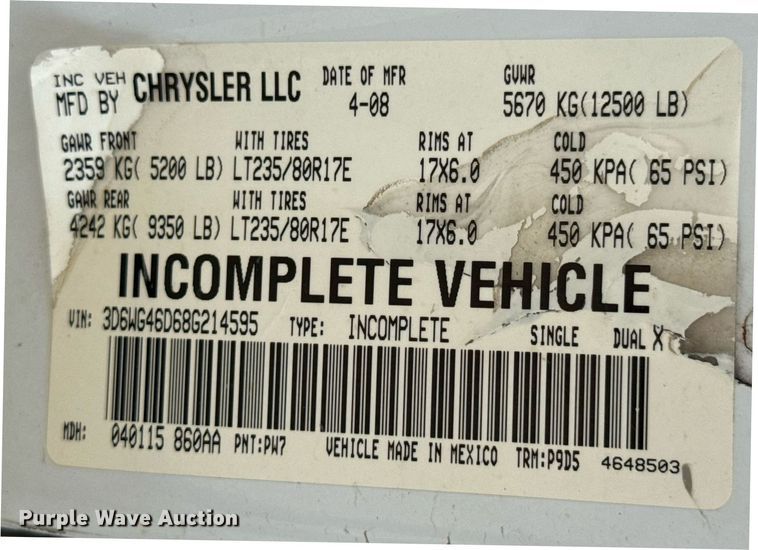 INC VEH MFD BY CHRYSLER LLC DATE OF MFR 4-08 GVWR 5670 KG(12500 LB)
GAWR FRONT WITH TIRES RIMS AT COLD
2359 KG( 5200 LB) LT235/80R17E 17X6.0 450 KPA( 65 PSI)
GAWR REAR WITH TIRES RIMS AT COLD
4242 KG( 9350 LB) LT235/80R17E 17X6.0 450 KPA( 65 PSI)
INCOMPLETE VEHICLE
VIN: 3D6WG46D68G214595 TYPE: INCOMPLETE SINGLE DUAL X
MDH: 040115 860AA PNT:PW7 VEHICLE MADE IN MEXICO TRM:P9D5 4648503
Purple Wave Auction